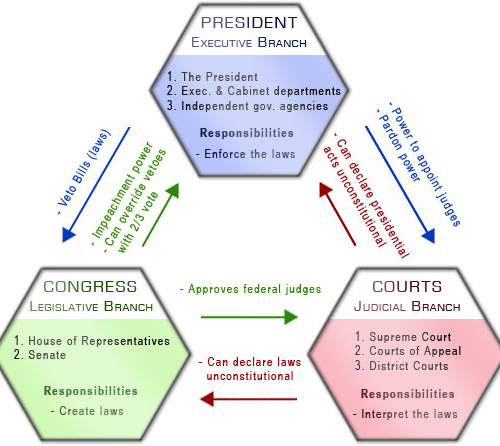 PRESIDENT
EXECUTIVE BRANCH
1. The President
2. Exec. & Cabinet departments
3. Independent gov. agencies
Responsibilities
- Enforce the laws
- Veto Bills (laws)
- Impeachment power
- Can override vetoes
with 2/3 vote
- Power to appoint judges
- Pardon power
- Can declare presidential
acts unconstitutional
CONGRESS
LEGISLATIVE BRANCH
1. House of Representatives
2. Senate
Responsibilities
- Create laws
- Approves federal judges
- Can declare laws
unconstitutional
COURTS
JUDICIAL BRANCH
1. Supreme Court
2. Courts of Appeal
3. District Courts
Responsibilities
- Interpret the laws